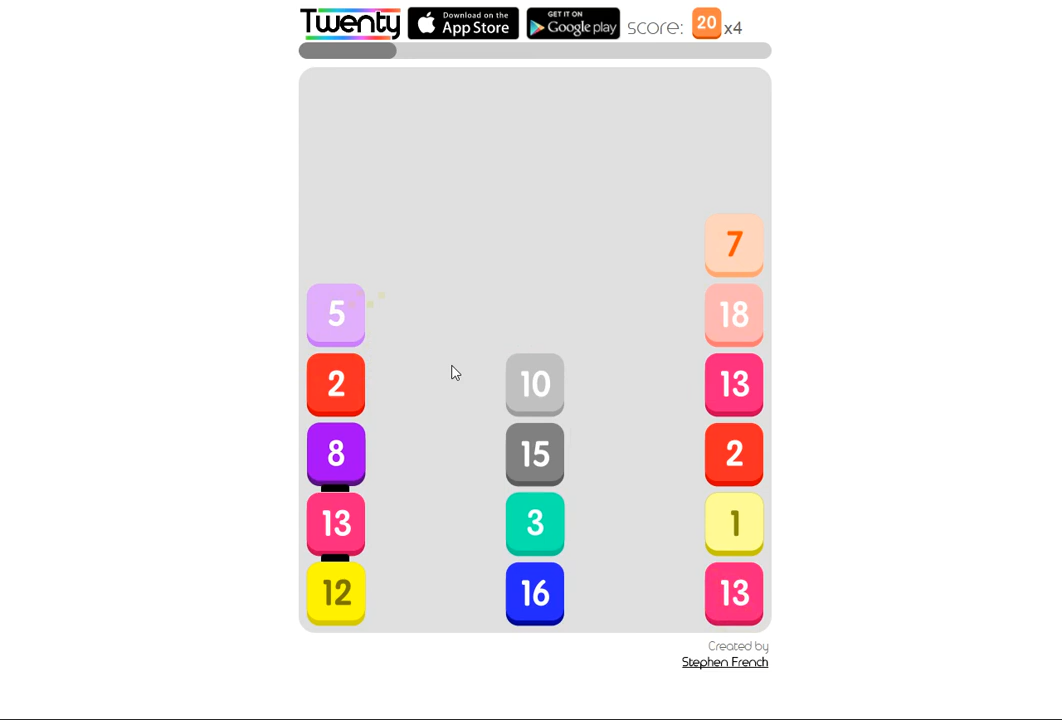 Twenty Download on the App Store GET IT ON Google play score: 20 x4
7
5 18
2 10 13
8 15 2
13 3 1
12 16 13
Created by
Stephen French